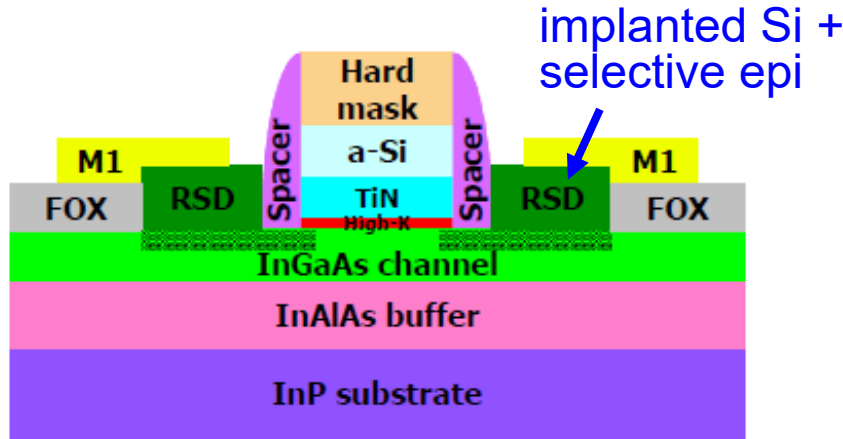 implanted Si +
selective epi
Hard
mask
Spacer
a-Si
Spacer
M1
M1
RSD
TiN
RSD
FOX
High-K
FOX
InGaAs channel
InAlAs buffer
InP substrate